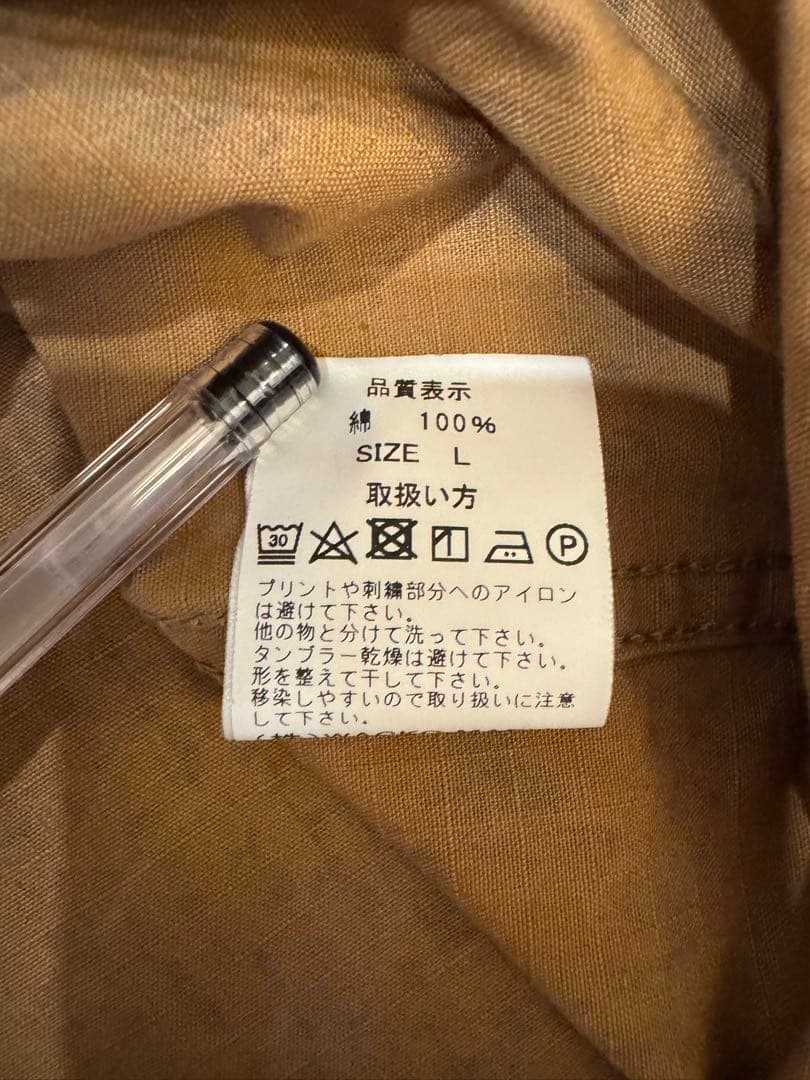 品質表示
綿 100%
SIZE L
取扱い方
30 P
プリントや刺繍部分へのアイロン
は避けて下さい。
他の物と分けて洗って下さい。
タンブラー乾燥は避けて下さい。
形を整えて干して下さい。
移染しやすいので取り扱いに注意
して下さい。